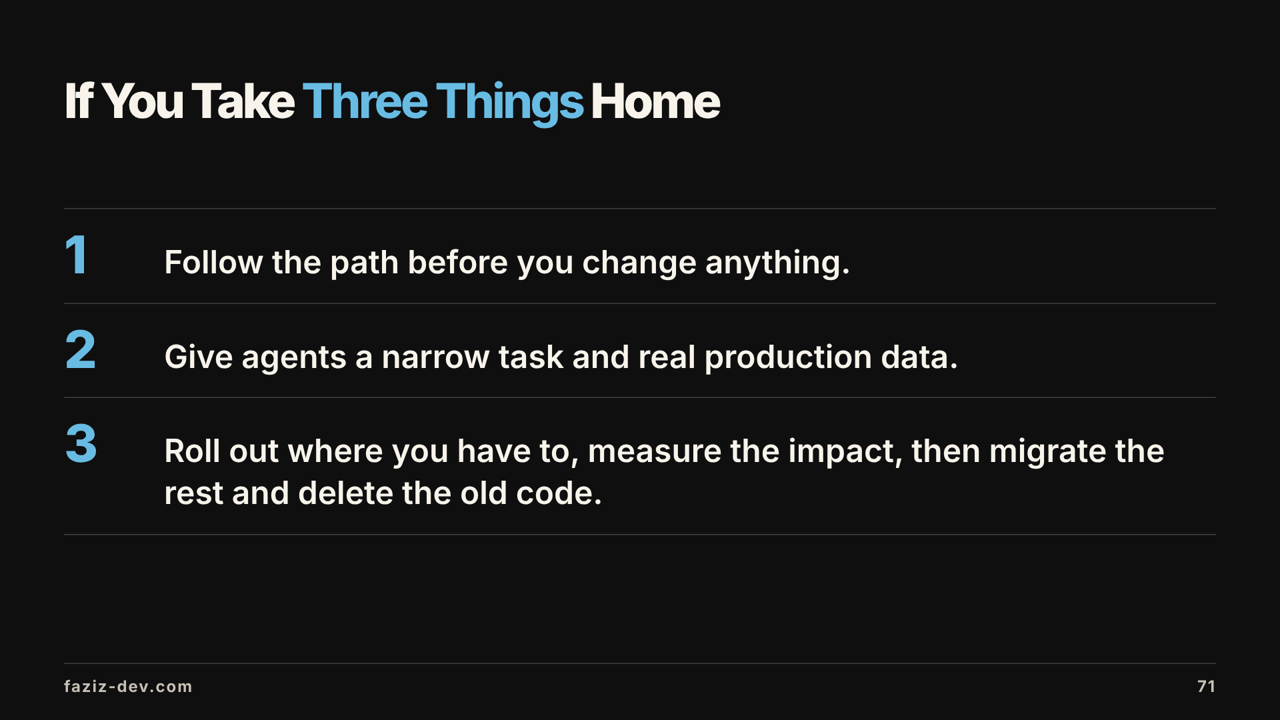 If You Take Three Things Home
1
Follow the path before you change anything.
2
Give agents a narrow task and real production data.
3
Roll out where you have to, measure the impact, then migrate the
rest and delete the old code.
faziz-dev.com
71